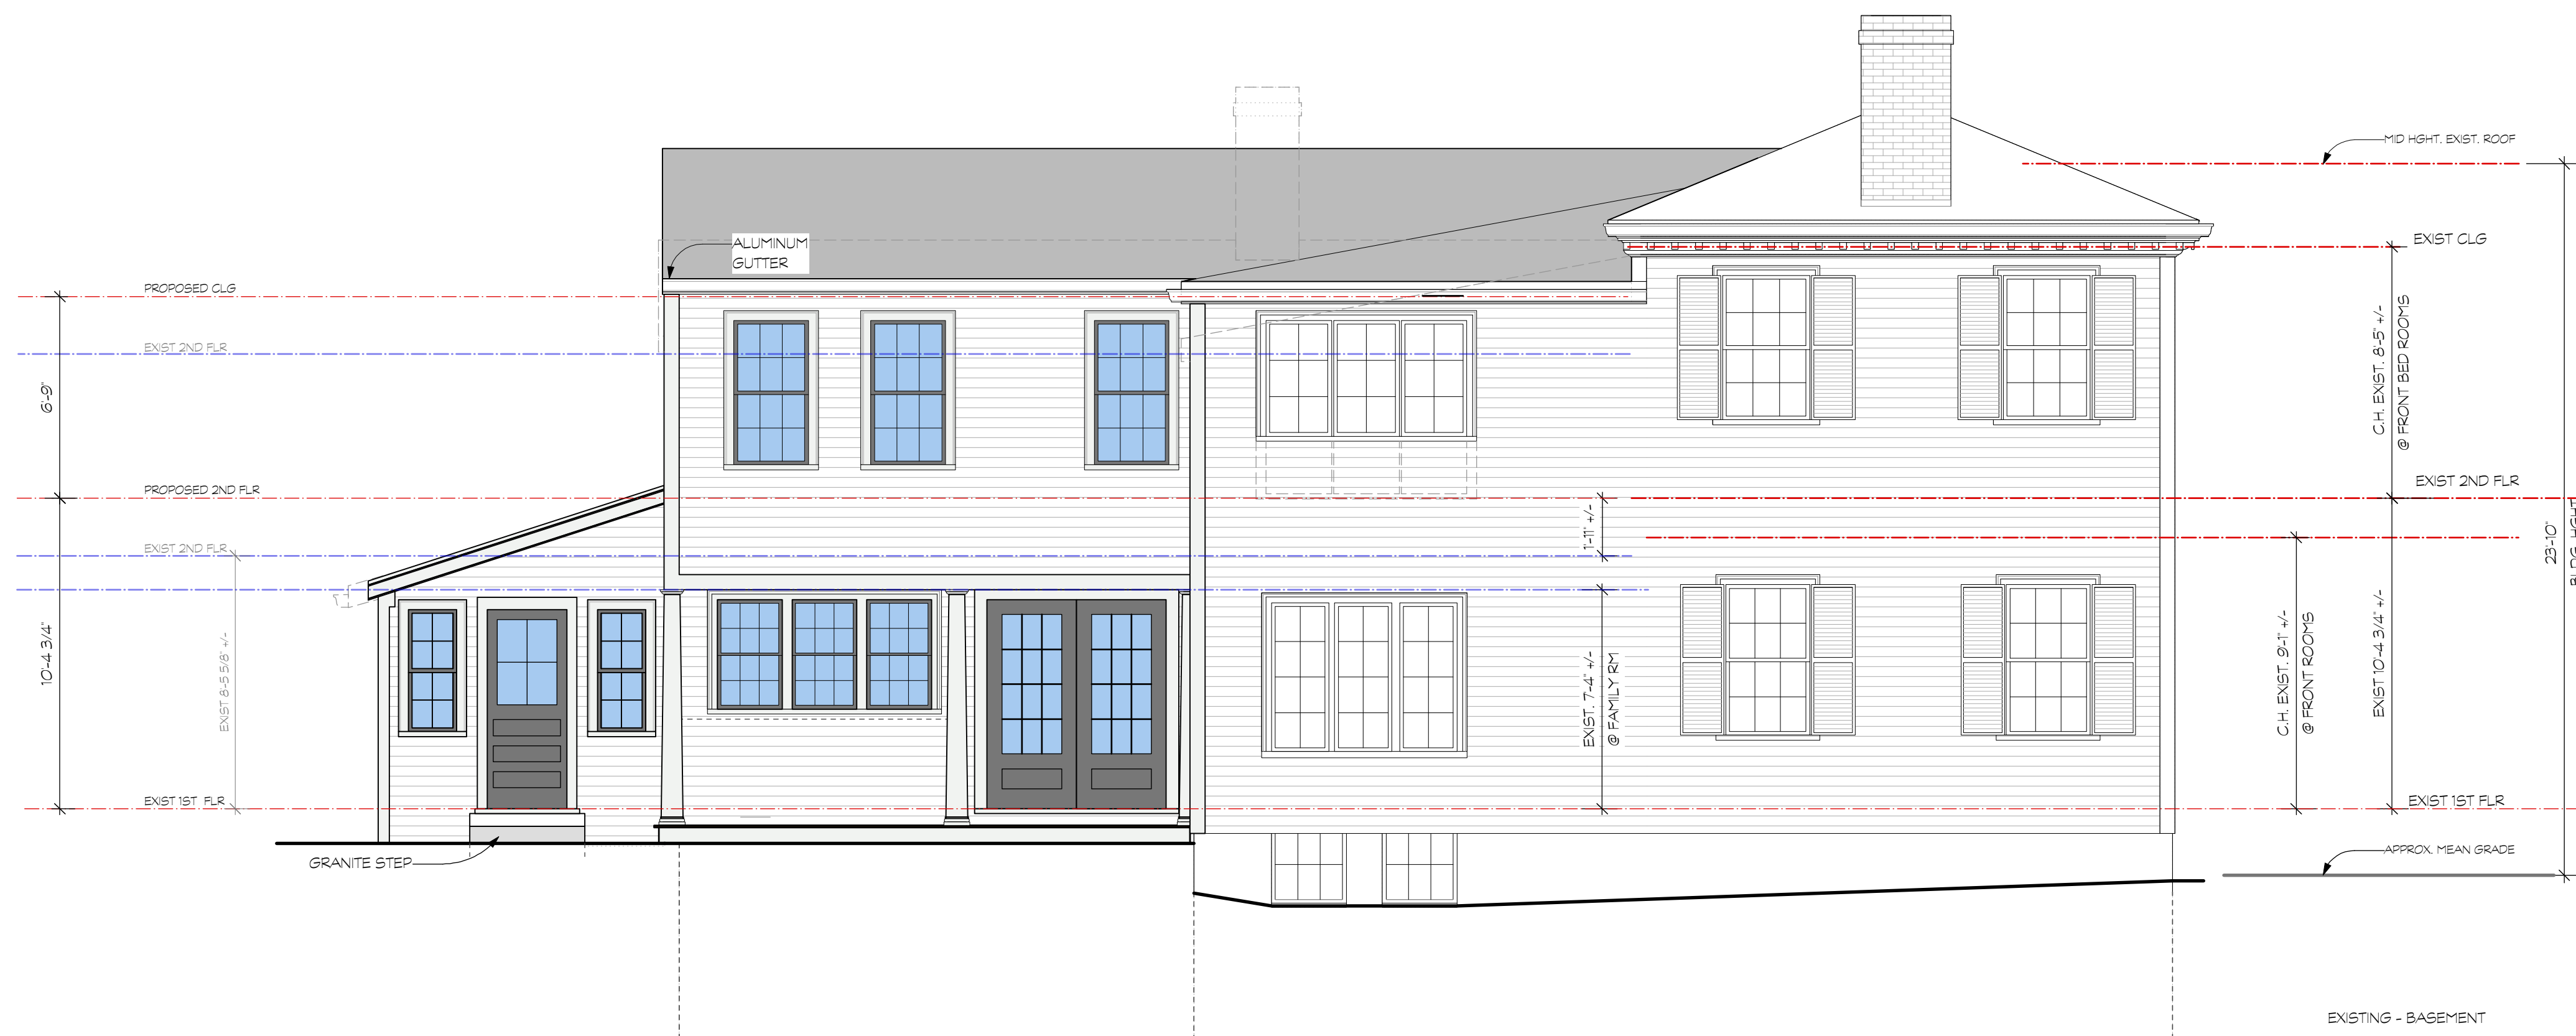 MID HGHT. EXIST. ROOF
ALUMINUM
GUTTER
EXIST CLG
PROPOSED CLG
EXIST 2ND FLR
6'-9"
C.H. EXIST. 8'-5" +/-
@ FRONT BED ROOMS
PROPOSED 2ND FLR
EXIST 2ND FLR
1'-11" +/-
EXIST 2ND FLR
23'-10"
BLDG HGHT
10'-4 3/4"
EXIST 8'-5 5/8" +/-
EXIST. 7'-4" +/-
@ FAMILY RM
C.H. EXIST. 9'-1" +/-
@ FRONT ROOMS
EXIST 10'-4 3/4" +/-
EXIST 1ST FLR
EXIST 1ST FLR
GRANITE STEP
APPROX. MEAN GRADE
EXISTING - BASEMENT